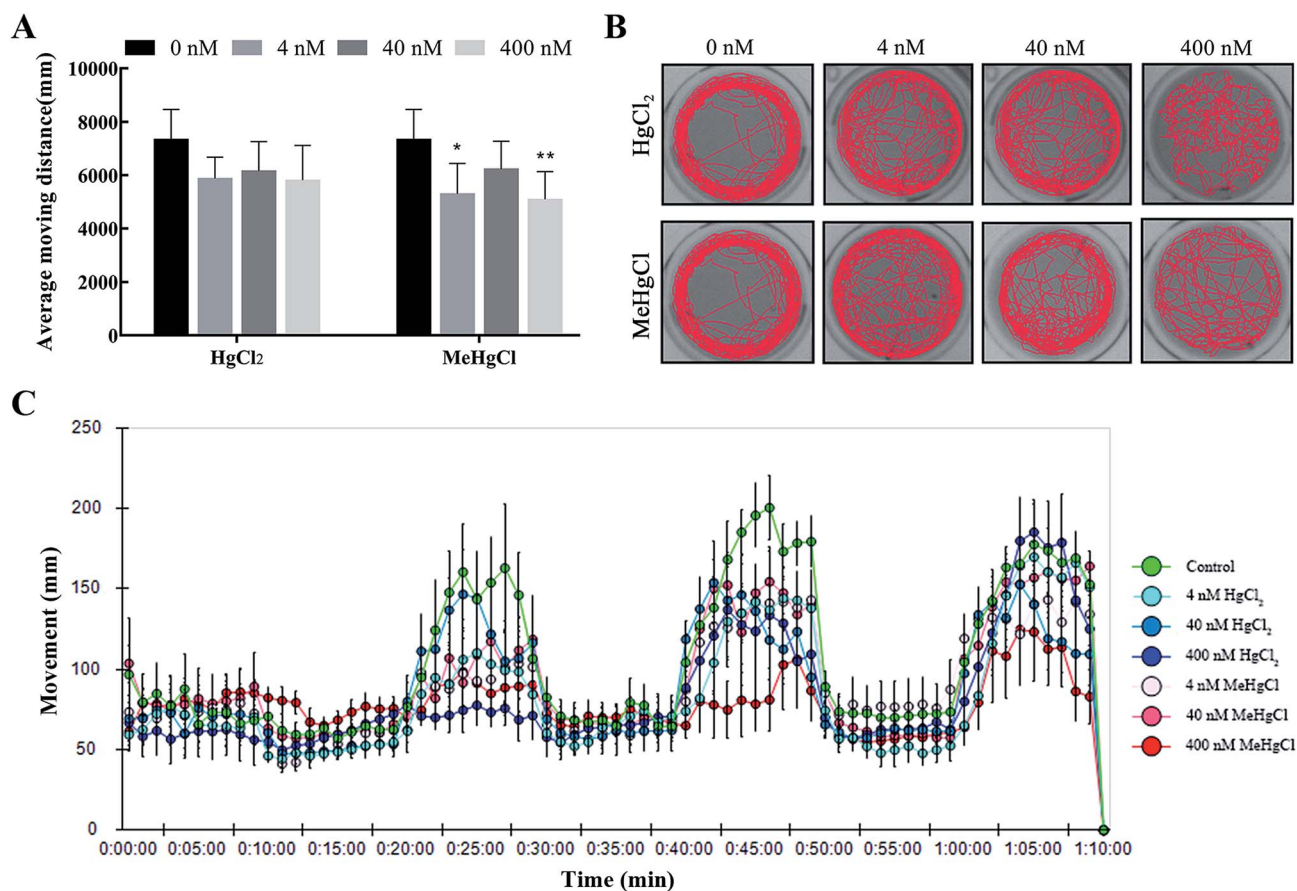 A
0 nM 4 nM 40 nM 400 nM
Average moving distance(mm)
10000
8000
6000
4000
2000
0
*
**
HgCl₂ MeHgCl
B
0 nM 4 nM 40 nM 400 nM
HgCl₂
MeHgCl
C
Movement (mm)
250
200
150
100
50
0
0:00:00 0:05:00 0:10:00 0:15:00 0:20:00 0:25:00 0:30:00 0:35:00 0:40:00 0:45:00 0:50:00 0:55:00 1:00:00 1:05:00 1:10:00
Time (min)
Control
4 nM HgCl₂
40 nM HgCl₂
400 nM HgCl₂
4 nM MeHgCl
40 nM MeHgCl
400 nM MeHgCl